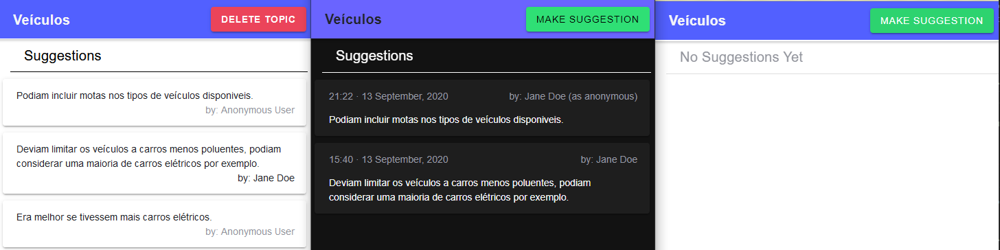 Veículos
DELETE TOPIC
Suggestions
Podiam incluir motas nos tipos de veículos disponiveis.
by: Anonymous User
Deviam limitar os veículos a carros menos poluentes, podiam
considerar uma maioria de carros elétricos por exemplo.
by: Jane Doe
Era melhor se tivessem mais carros elétricos.
by: Anonymous User
Veículos
MAKE SUGGESTION
Suggestions
21:22 · 13 September, 2020
by: Jane Doe (as anonymous)
Podiam incluir motas nos tipos de veículos disponiveis.
15:40 · 13 September, 2020
by: Jane Doe
Deviam limitar os veículos a carros menos poluentes, podiam
considerar uma maioria de carros elétricos por exemplo.
Veículos
MAKE SUGGESTION
No Suggestions Yet